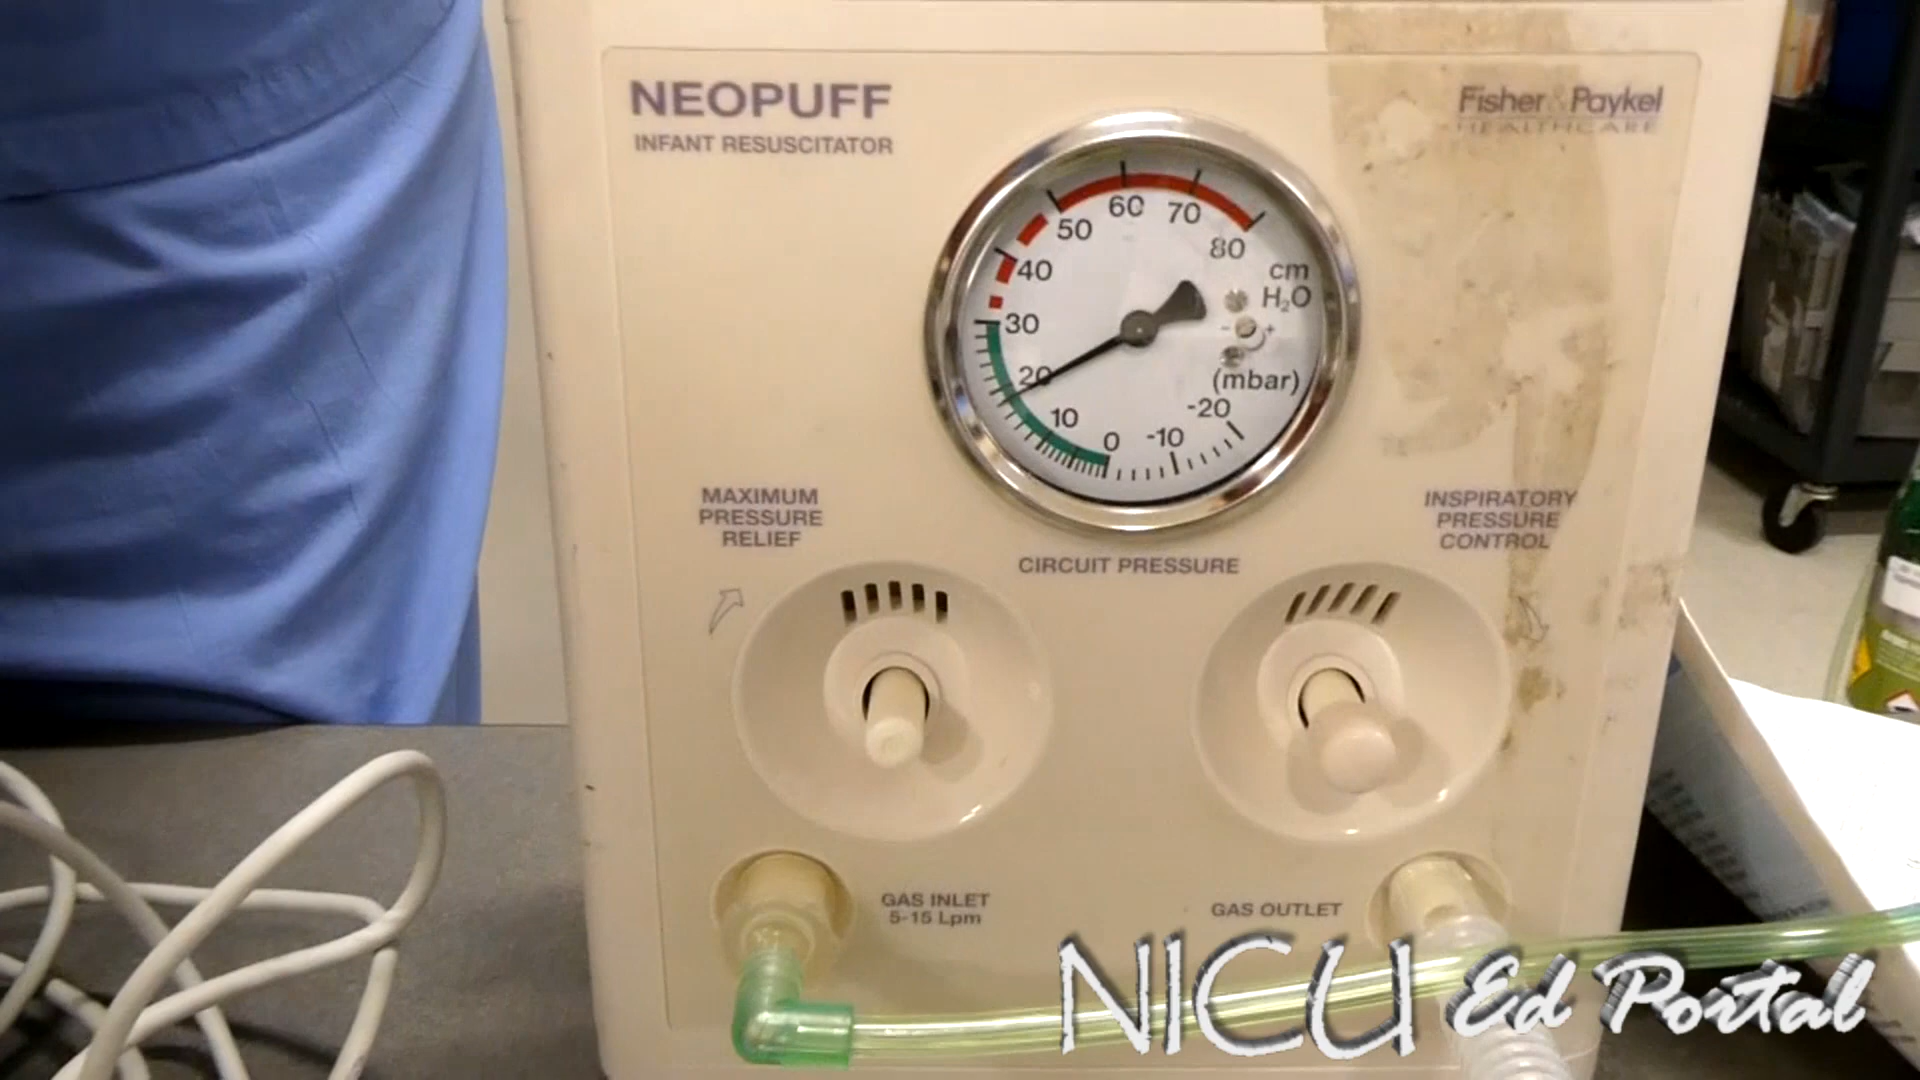 NEOPUFF
INFANT RESUSCITATOR
Fisher & Paykel
HEALTHCARE
60
70
50
80
40
cm
H₂O
30
- +
20
(mbar)
10
-20
0
-10
MAXIMUM
PRESSURE
RELIEF
INSPIRATORY
PRESSURE
CONTROL
CIRCUIT PRESSURE
GAS INLET
5-15 Lpm
GAS OUTLET
NICU Ed Portal